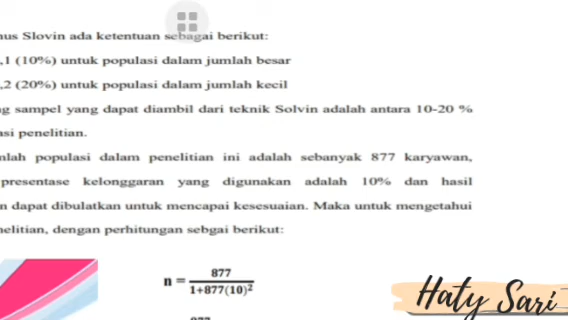 nus Slovin ada ketentuan sebagai berikut:
,1 (10%) untuk populasi dalam jumlah besar
,2 (20%) untuk populasi dalam jumlah kecil
g sampel yang dapat diambil dari teknik Solvin adalah antara 10-20 %
asi penelitian.
mlah populasi dalam penelitian ini adalah sebanyak 877 karyawan,
presentase kelonggaran yang digunakan adalah 10% dan hasil
n dapat dibulatkan untuk mencapai kesesuaian. Maka untuk mengetahui
nelitian, dengan perhitungan sebgai berikut:
n = 877
1+877(10)²
Haty Sari